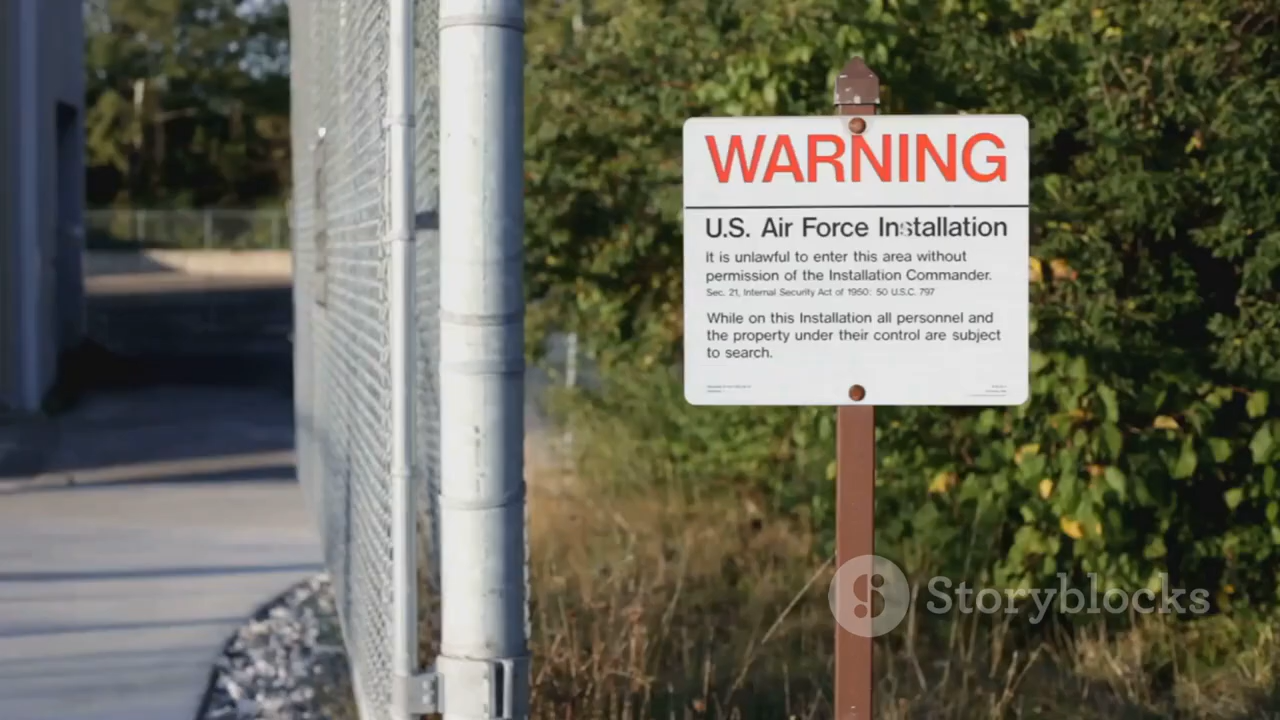 WARNING
U.S. Air Force Installation
It is unlawful to enter this area without
permission of the Installation Commander.
Sec. 21, Internal Security Act of 1950: 50 U.S.C. 797
While on this Installation all personnel and
the property under their control are subject
to search.
Storyblocks